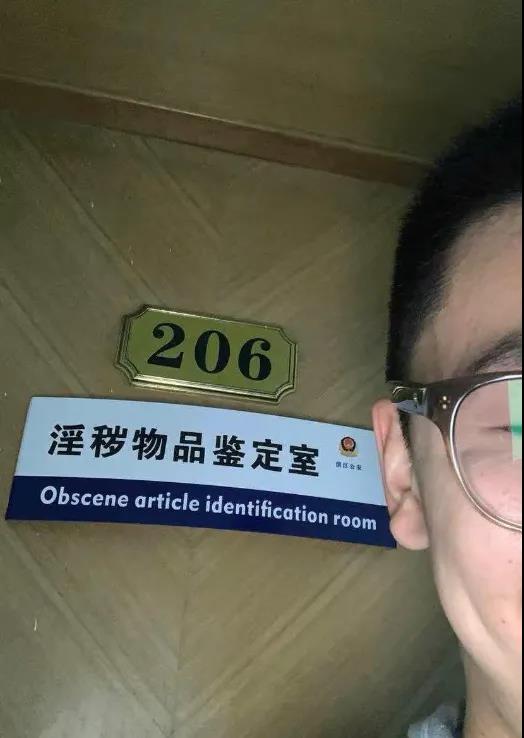 206
淫秽物品鉴定室
Obscene article identification room